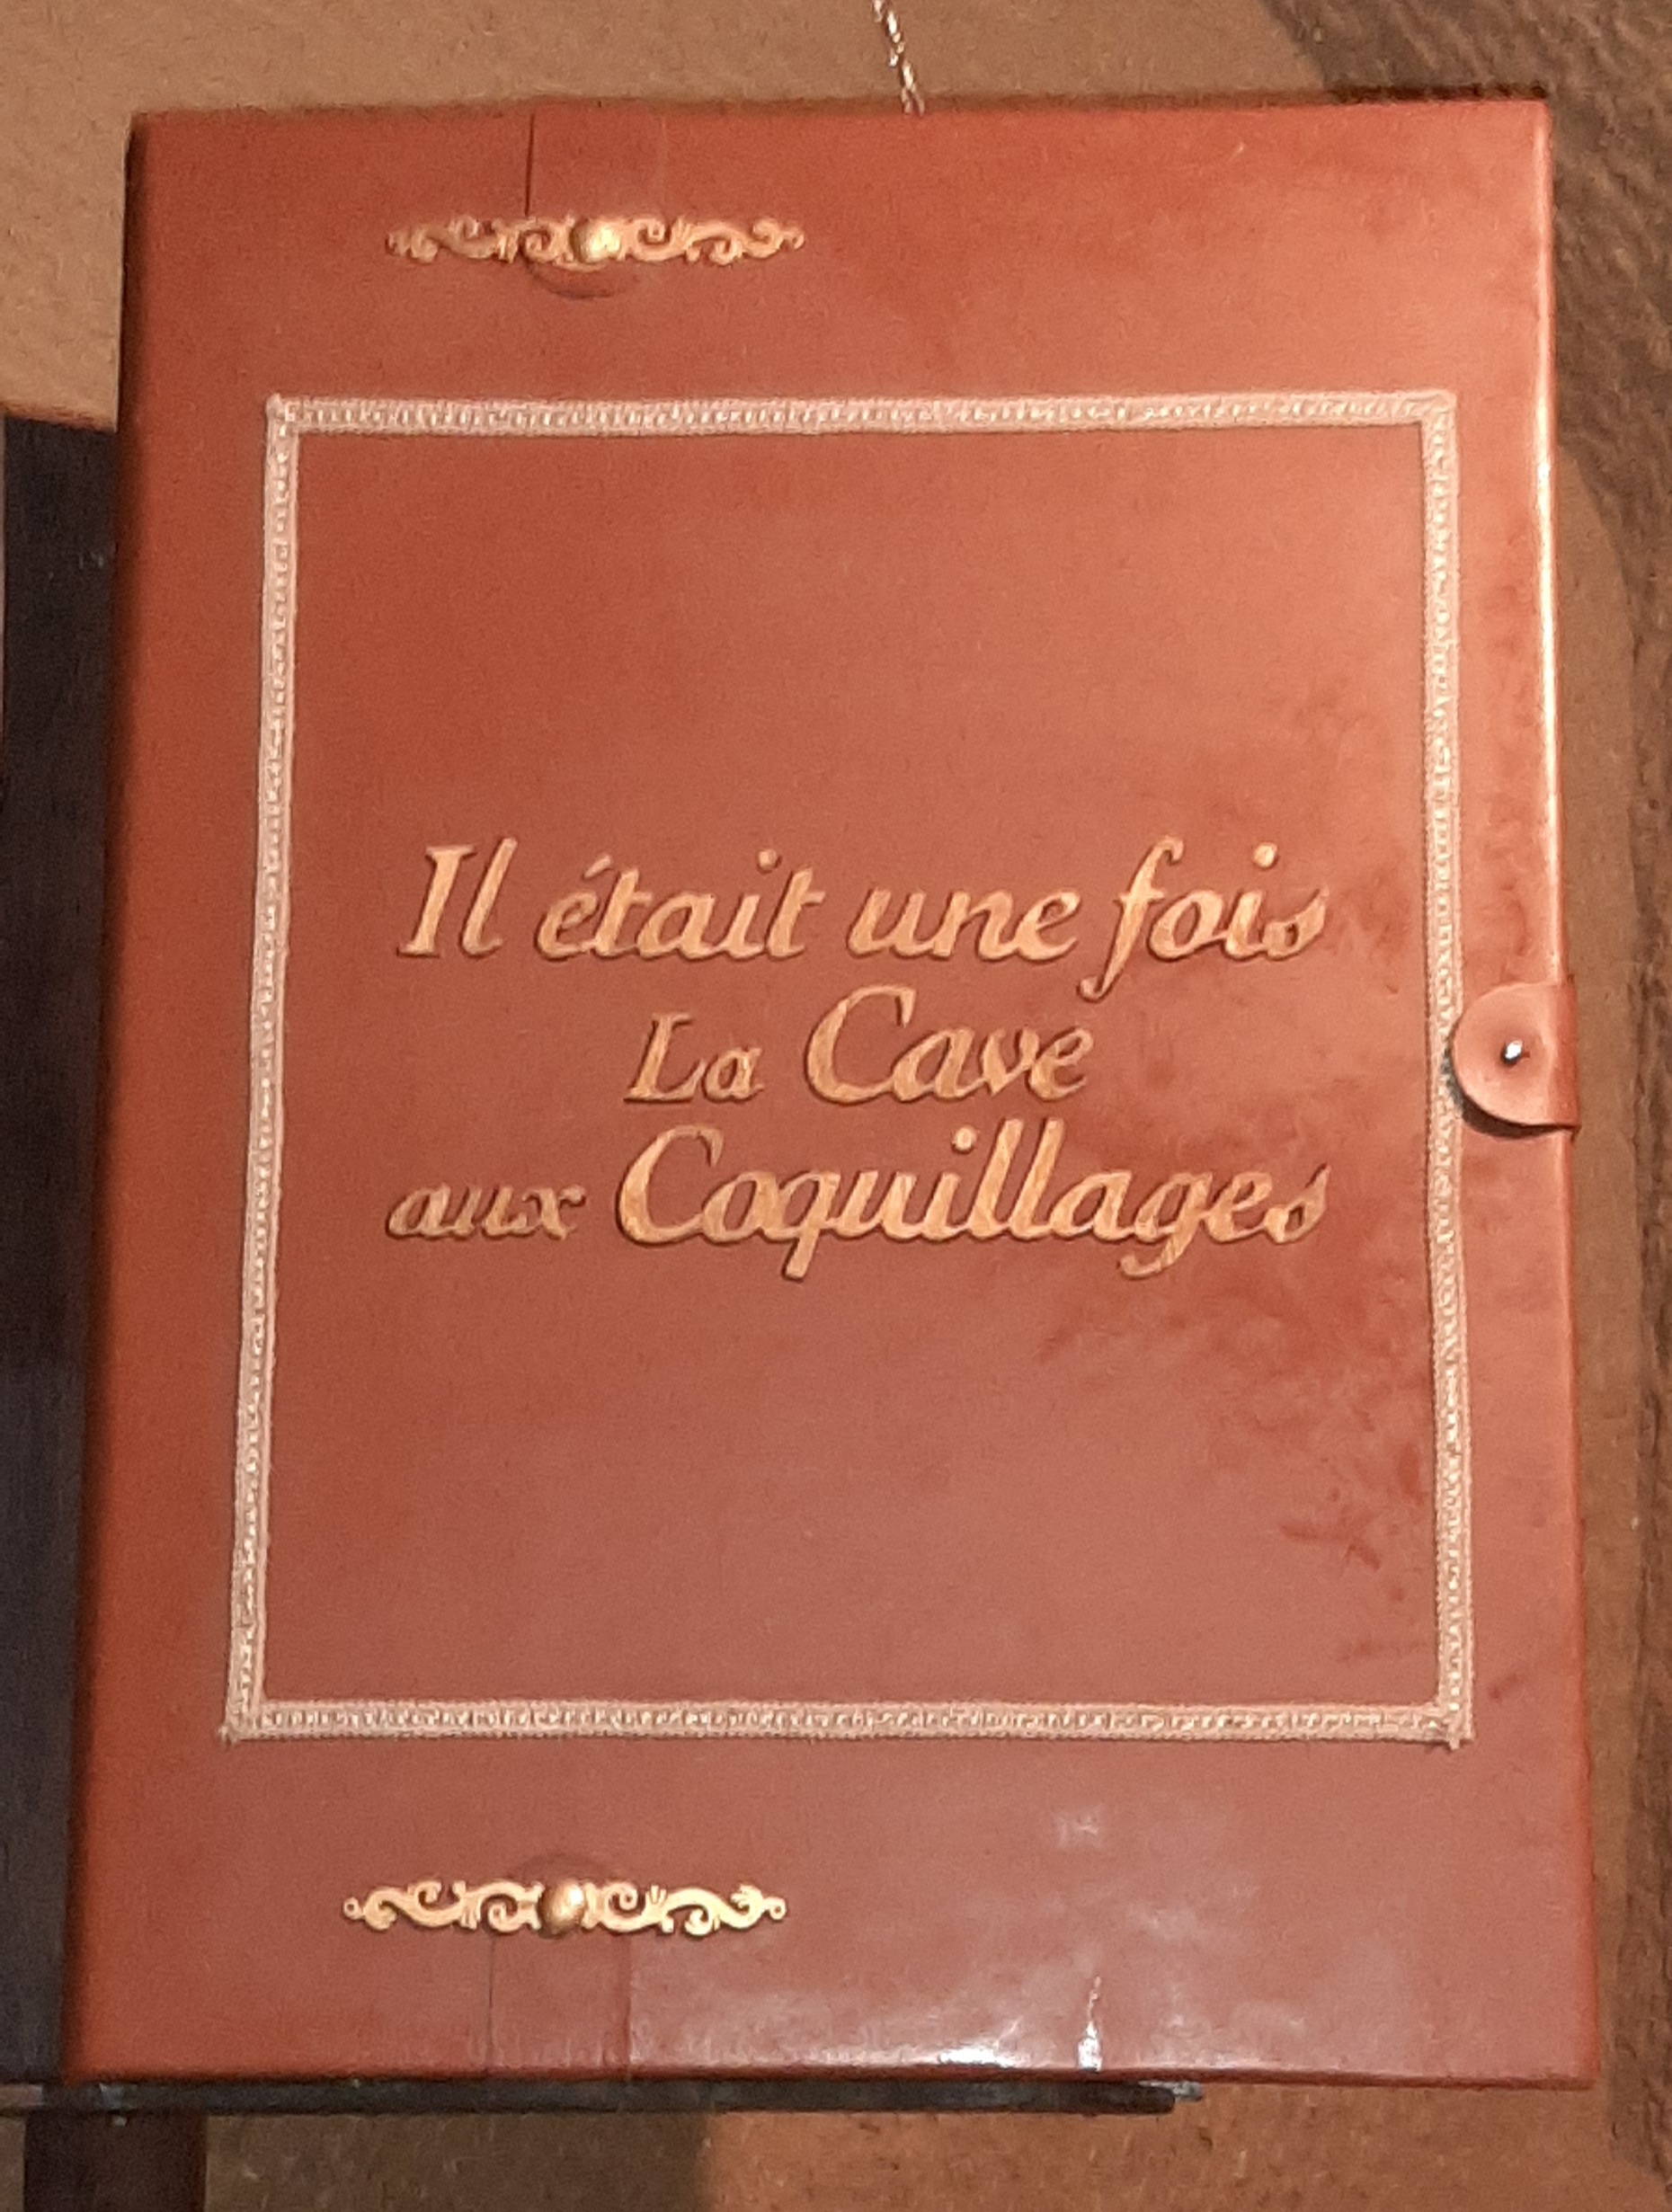 Il était une fois
La Cave
aux Coquillages